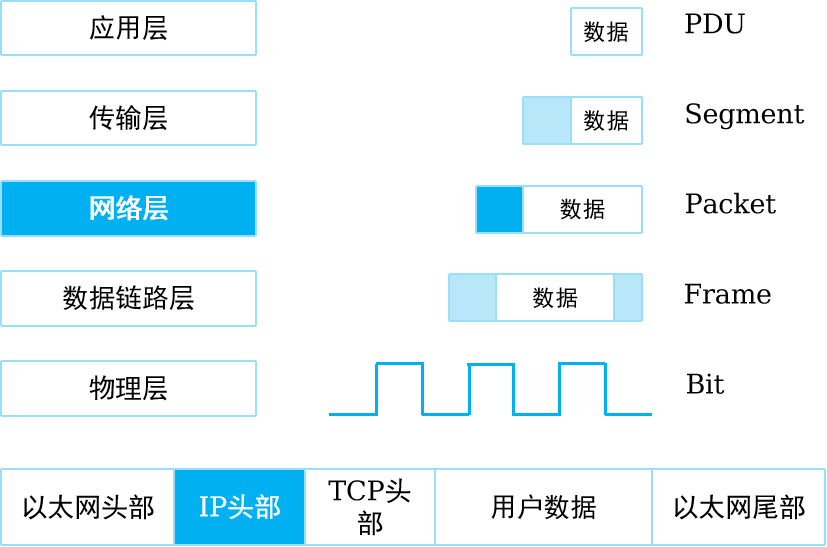 应用层
数据
PDU
传输层
数据
Segment
网络层
数据
Packet
数据链路层
数据
Frame
物理层
Bit
以太网头部
IP头部
TCP头
部
用户数据
以太网尾部